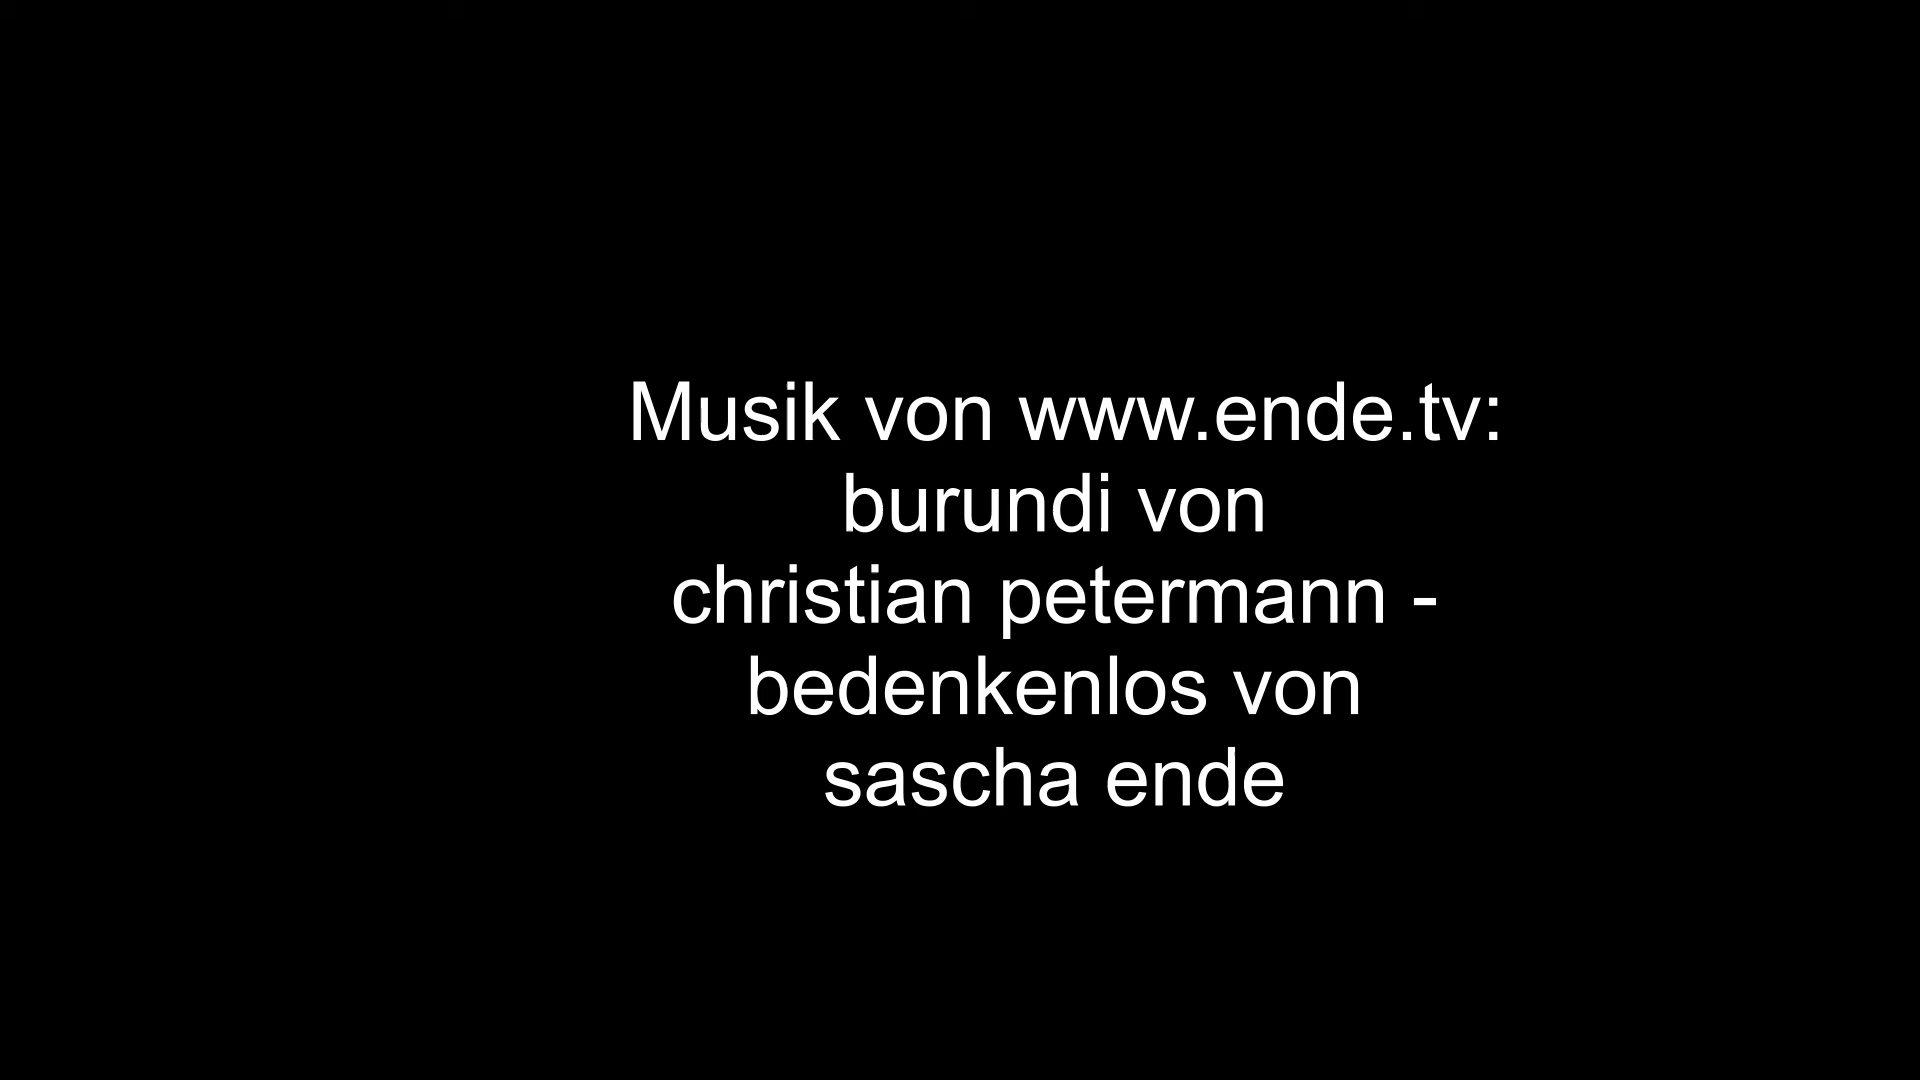 Musik von www.ende.tv:
burundi von
christian petermann -
bedenkenlos von
sascha ende